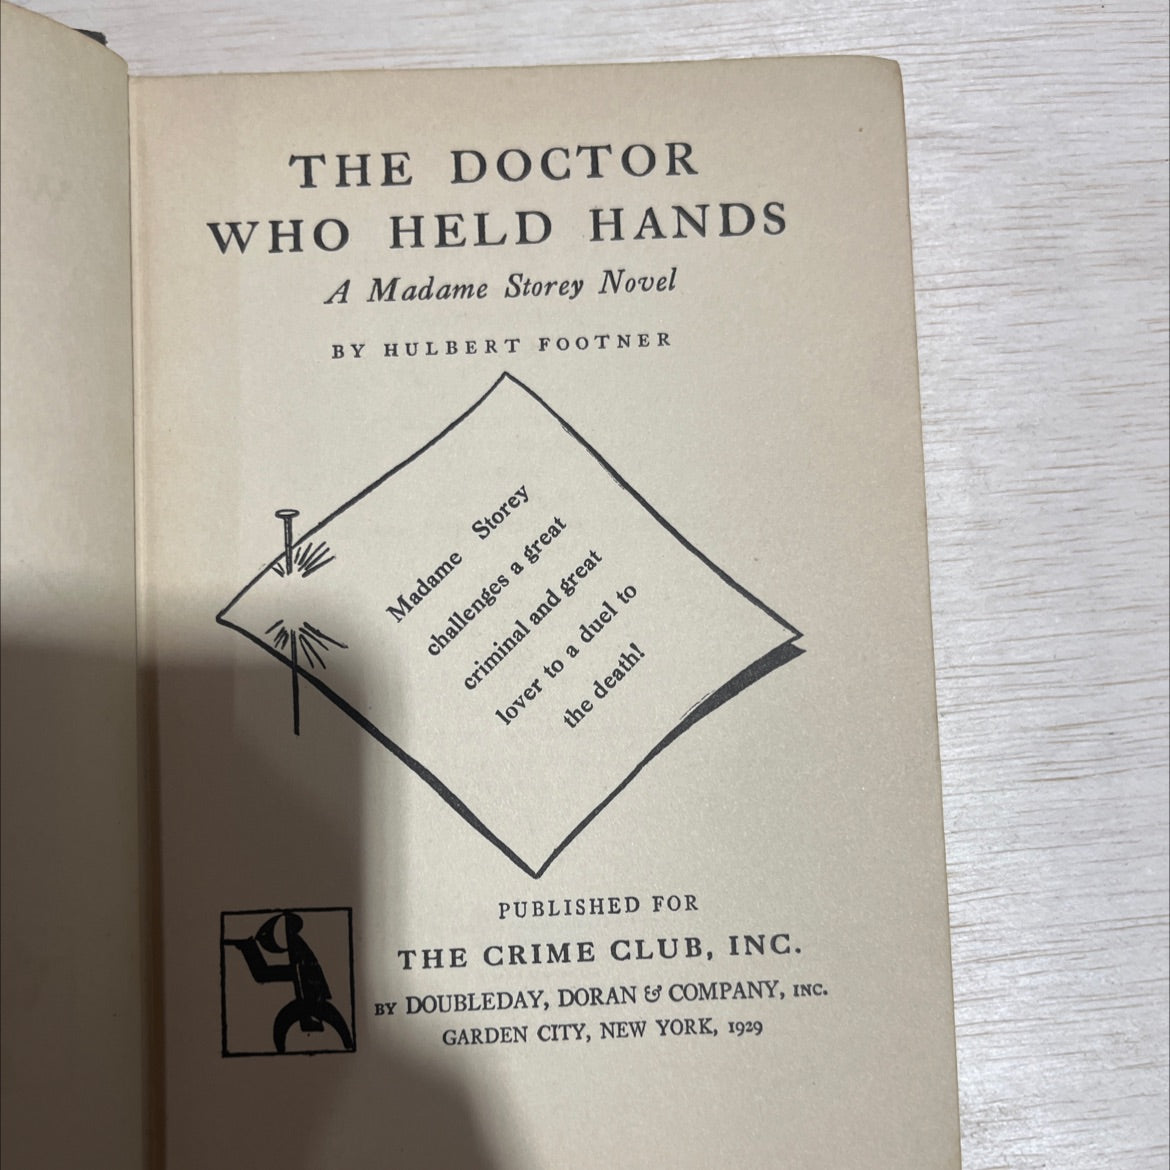 THE DOCTOR
WHO HELD HANDS
A Madame Storey Novel
BY HULBERT FOOTNER
Madame Storey
challenges a great
criminal and great
lover to a duel to
the death!
PUBLISHED FOR
THE CRIME CLUB, INC.
BY DOUBLEDAY, DORAN & COMPANY, INC.
GARDEN CITY, NEW YORK, 1929